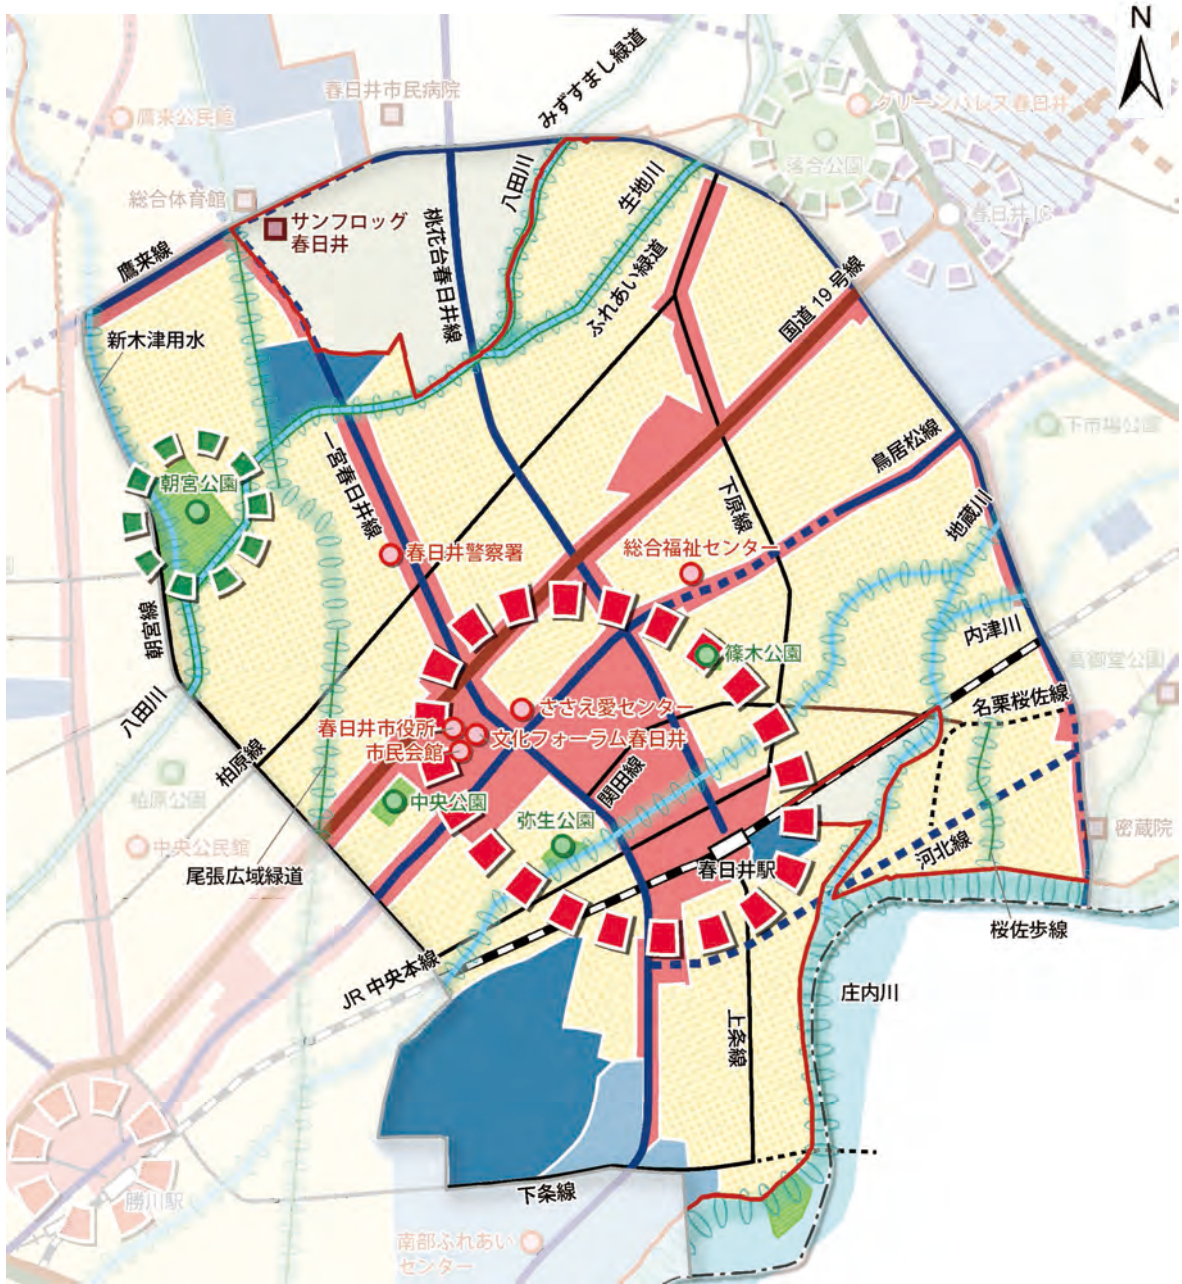 N
みずすまし緑道
春日井市民病院
グリーンパレス春日井
鷹来公民館
落合公園
総合体育館
サンフロッグ
春日井
八田川
生地川
春日井IC
桃花台春日井線
鷹来線
ふれあい緑道
国道19号線
新木津用水
下市場公園
鳥居松線
一宮春日井線
朝宮公園
下原線
地蔵川
春日井警察署
総合福祉センター
朝宮線
内津川
篠木公園
高御堂公園
八田川
ささえ愛センター
名栗桜佐線
春日井市役所
文化フォーラム春日井
市民会館
柏原線
関田線
柏原公園
中央公園
弥生公園
密蔵院
中央公民館
河北線
春日井駅
尾張広域緑道
桜佐歩線
JR中央本線
庄内川
上条線
下条線
勝川駅
南部ふれあい
センター